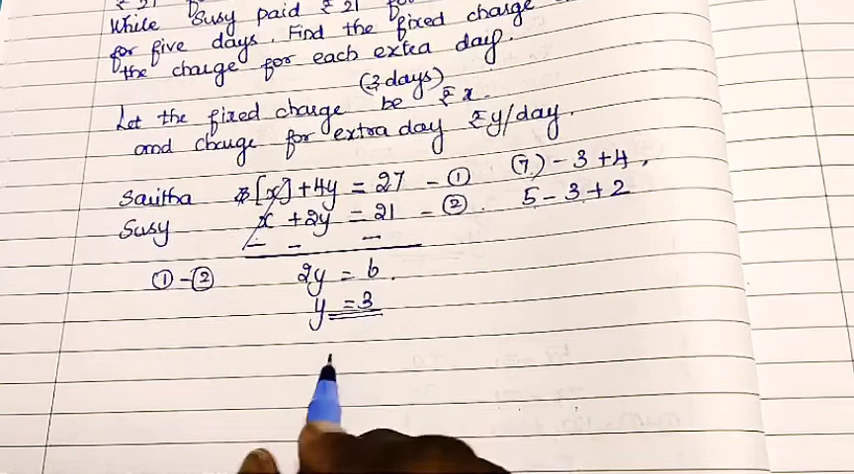 ₹ 21
While Susy paid ₹ 21
for five days. Find the fixed charge
the charge for each extra day.
(3 days)
Let the fixed charge be ₹ x.
and charge for extra day ₹ y/day.
Saritha [x] + 4y = 27 - ① (7) - 3 + 4,
Susy x + 2y = 21 - ②. 5 - 3 + 2
- - -
① - ② 2y = 6.
y = 3